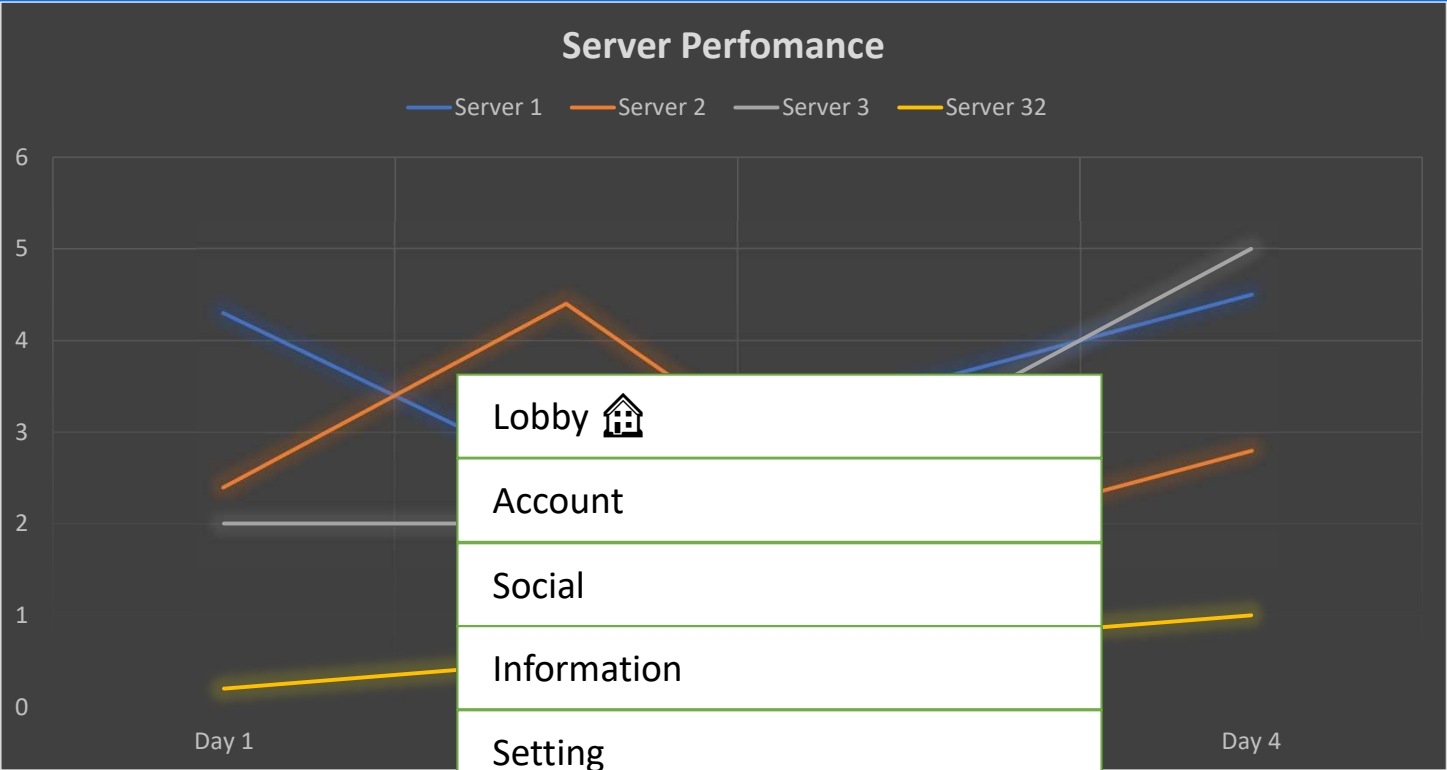 Server Perfomance
Server 1 Server 2 Server 3 Server 32
6
5
4
3
2
1
0
Day 1 Day 4
Lobby
Account
Social
Information
Setting